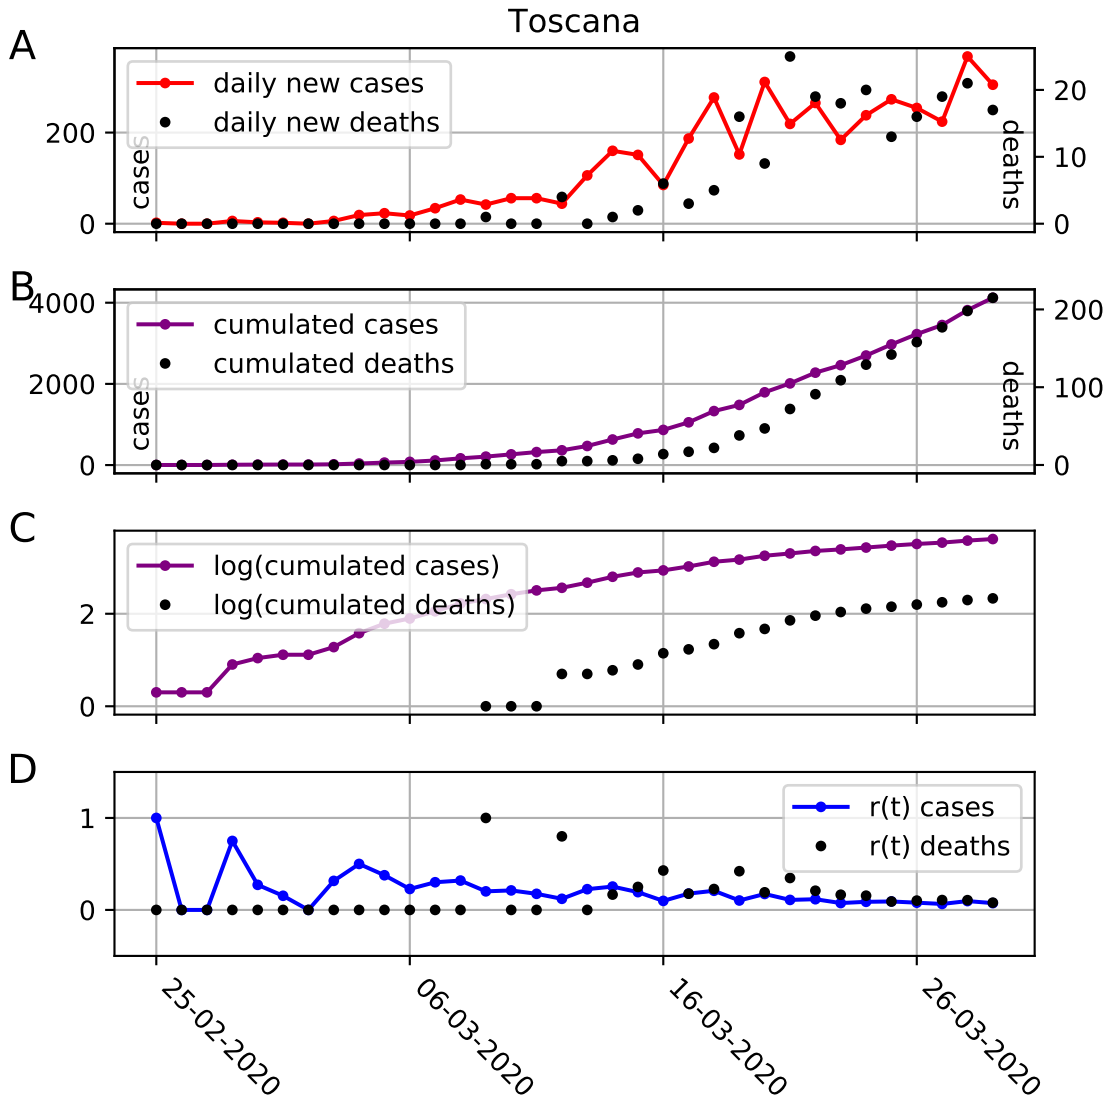 Toscana
A
daily new cases
daily new deaths
200
0
cases
20
10
0
deaths
B
cumulated cases
cumulated deaths
4000
2000
0
cases
200
100
0
deaths
C
log(cumulated cases)
log(cumulated deaths)
2
0
D
r(t) cases
r(t) deaths
1
0
25-02-2020
06-03-2020
16-03-2020
26-03-2020